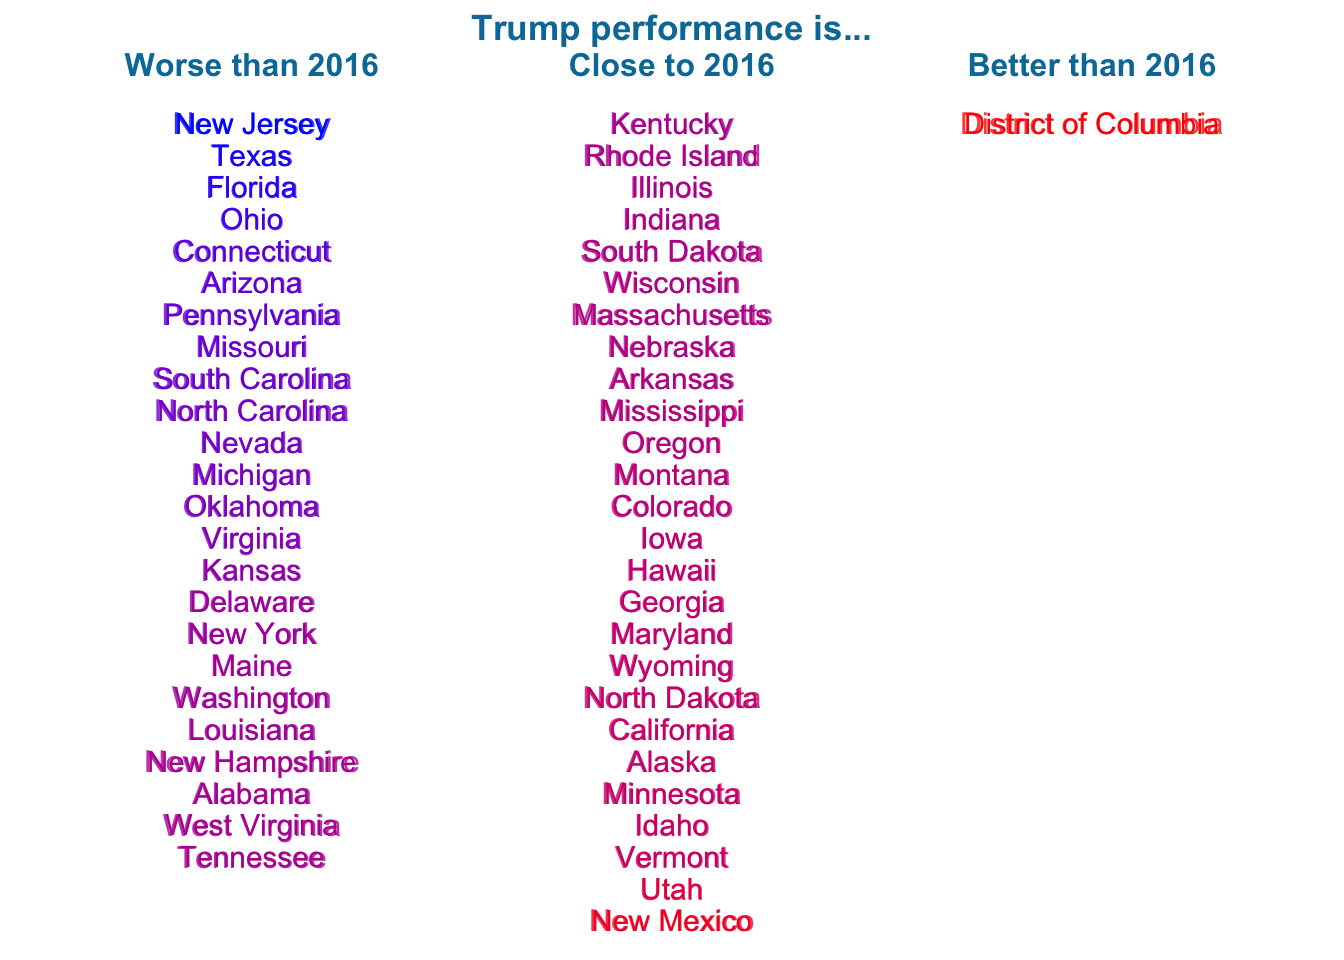 Trump performance is...
Worse than 2016
New Jersey
Texas
Florida
Ohio
Connecticut
Arizona
Pennsylvania
Missouri
South Carolina
North Carolina
Nevada
Michigan
Oklahoma
Virginia
Kansas
Delaware
New York
Maine
Washington
Louisiana
New Hampshire
Alabama
West Virginia
Tennessee
Close to 2016
Kentucky
Rhode Island
Illinois
Indiana
South Dakota
Wisconsin
Massachusetts
Nebraska
Arkansas
Mississippi
Oregon
Montana
Colorado
Iowa
Hawaii
Georgia
Maryland
Wyoming
North Dakota
California
Alaska
Minnesota
Idaho
Vermont
Utah
New Mexico
Better than 2016
District of Columbia